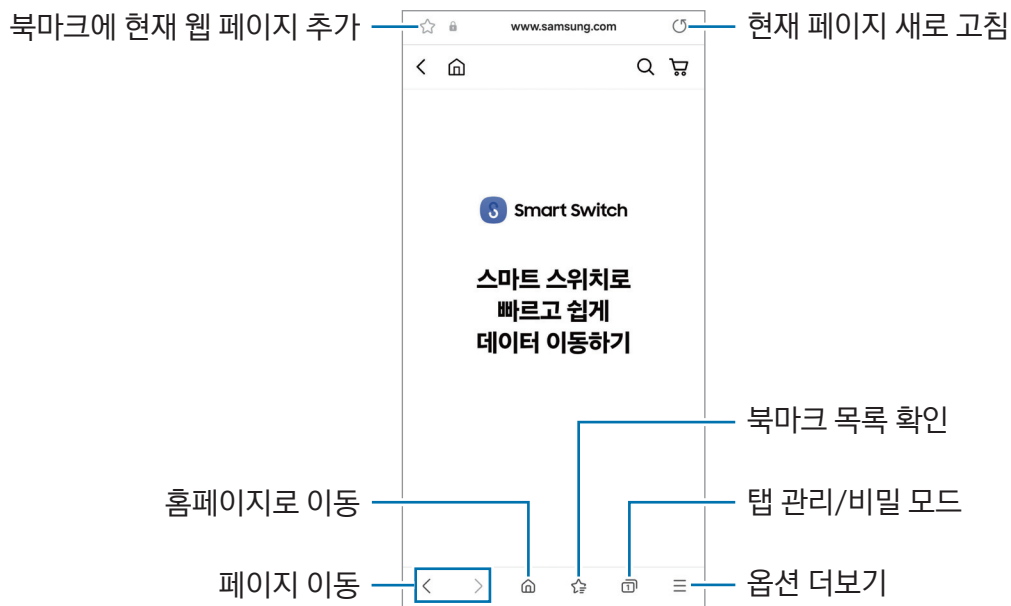 북마크에 현재 웹 페이지 추가
www.samsung.com
현재 페이지 새로 고침
Smart Switch
스마트 스위치로
빠르고 쉽게
데이터 이동하기
북마크 목록 확인
홈페이지로 이동
탭 관리/비밀 모드
페이지 이동
1
옵션 더보기